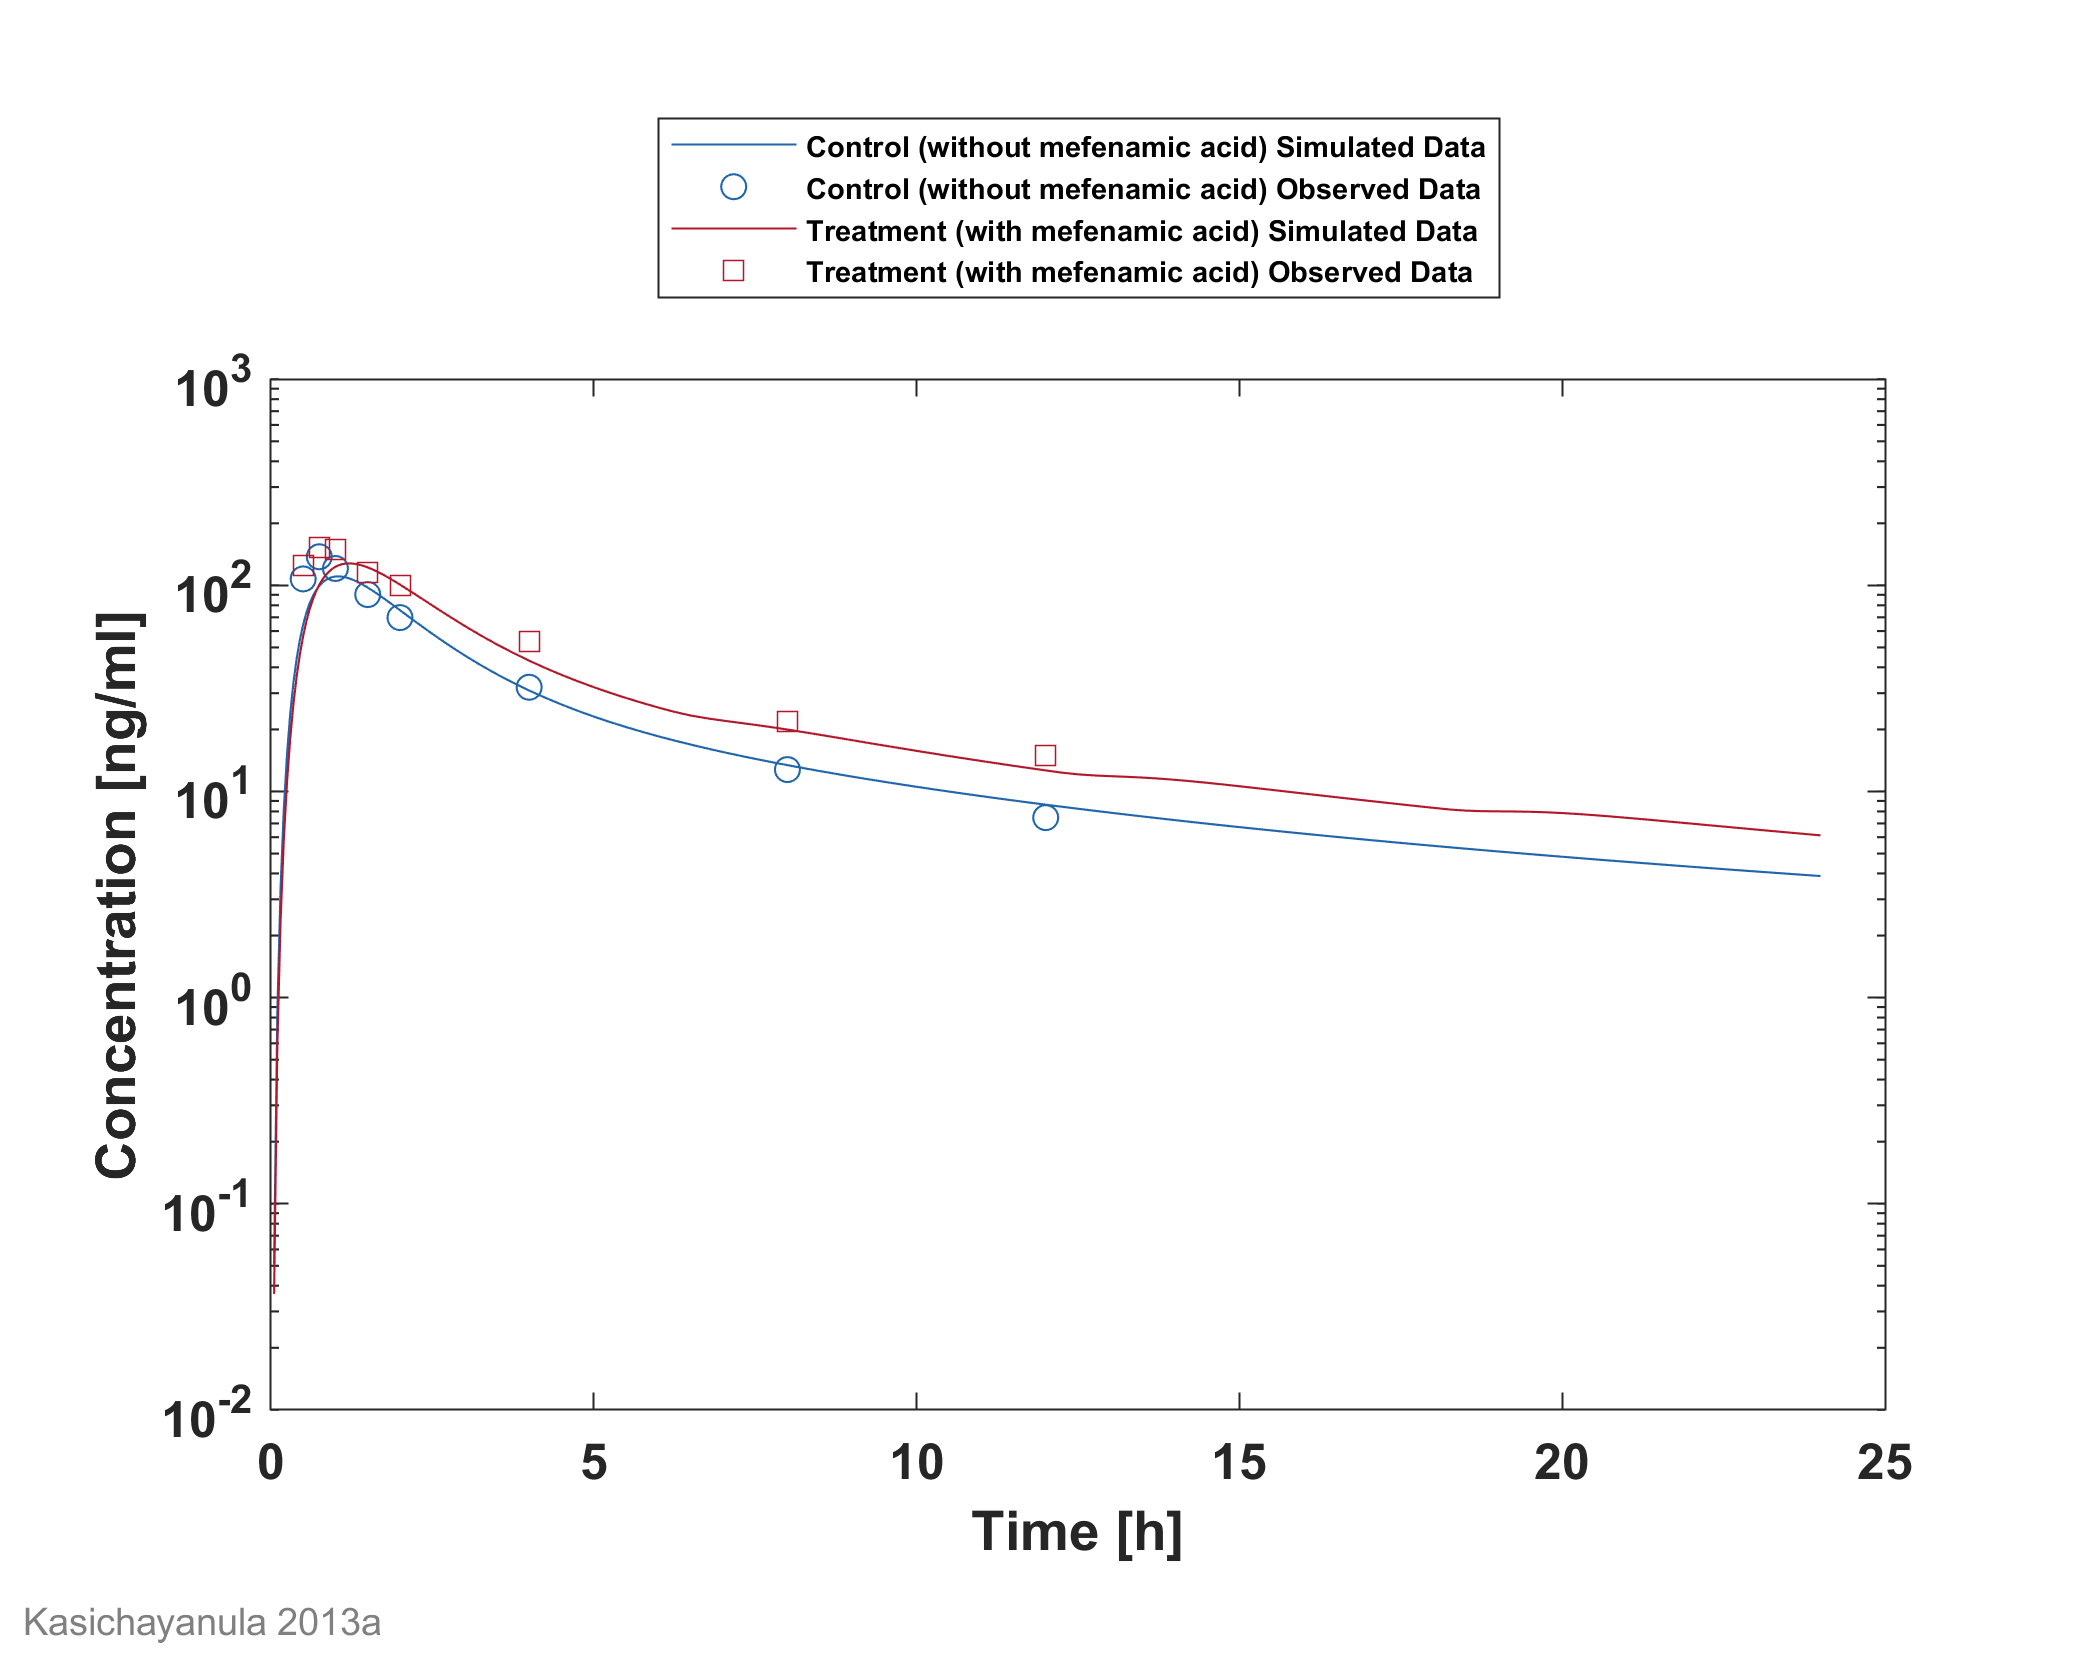 Control (without mefenamic acid) Simulated Data
Control (without mefenamic acid) Observed Data
Treatment (with mefenamic acid) Simulated Data
Treatment (with mefenamic acid) Observed Data
10^3
10^2
10^1
10^0
10^-1
10^-2
Concentration [ng/ml]
0 5 10 15 20 25
Time [h]
Kasichayanula 2013a